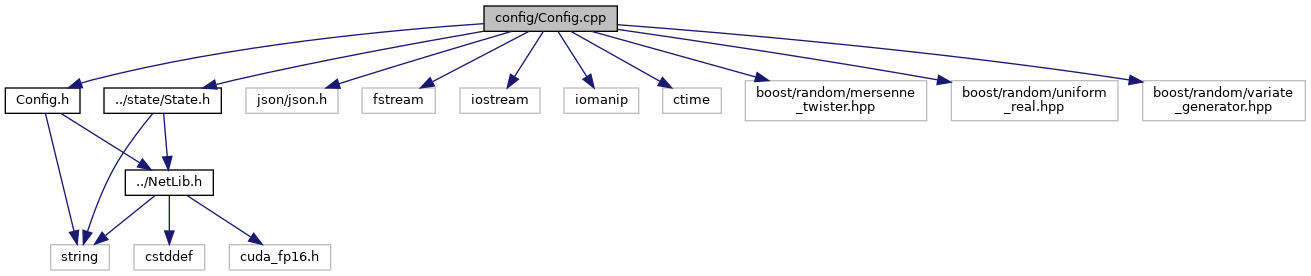 config/Config.cpp
Config.h
../state/State.h
json/json.h
fstream
iostream
iomanip
ctime
boost/random/mersenne
_twister.hpp
boost/random/uniform
_real.hpp
boost/random/variate
_generator.hpp
../NetLib.h
string
cstddef
cuda_fp16.h